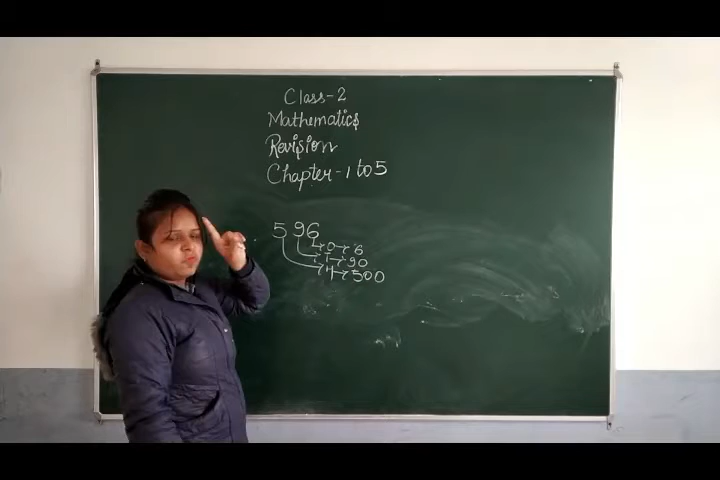 Class-2
Mathematics
Revision
Chapter-1 to 5
596
→ O → 6
→ T → 90
→ H → 500